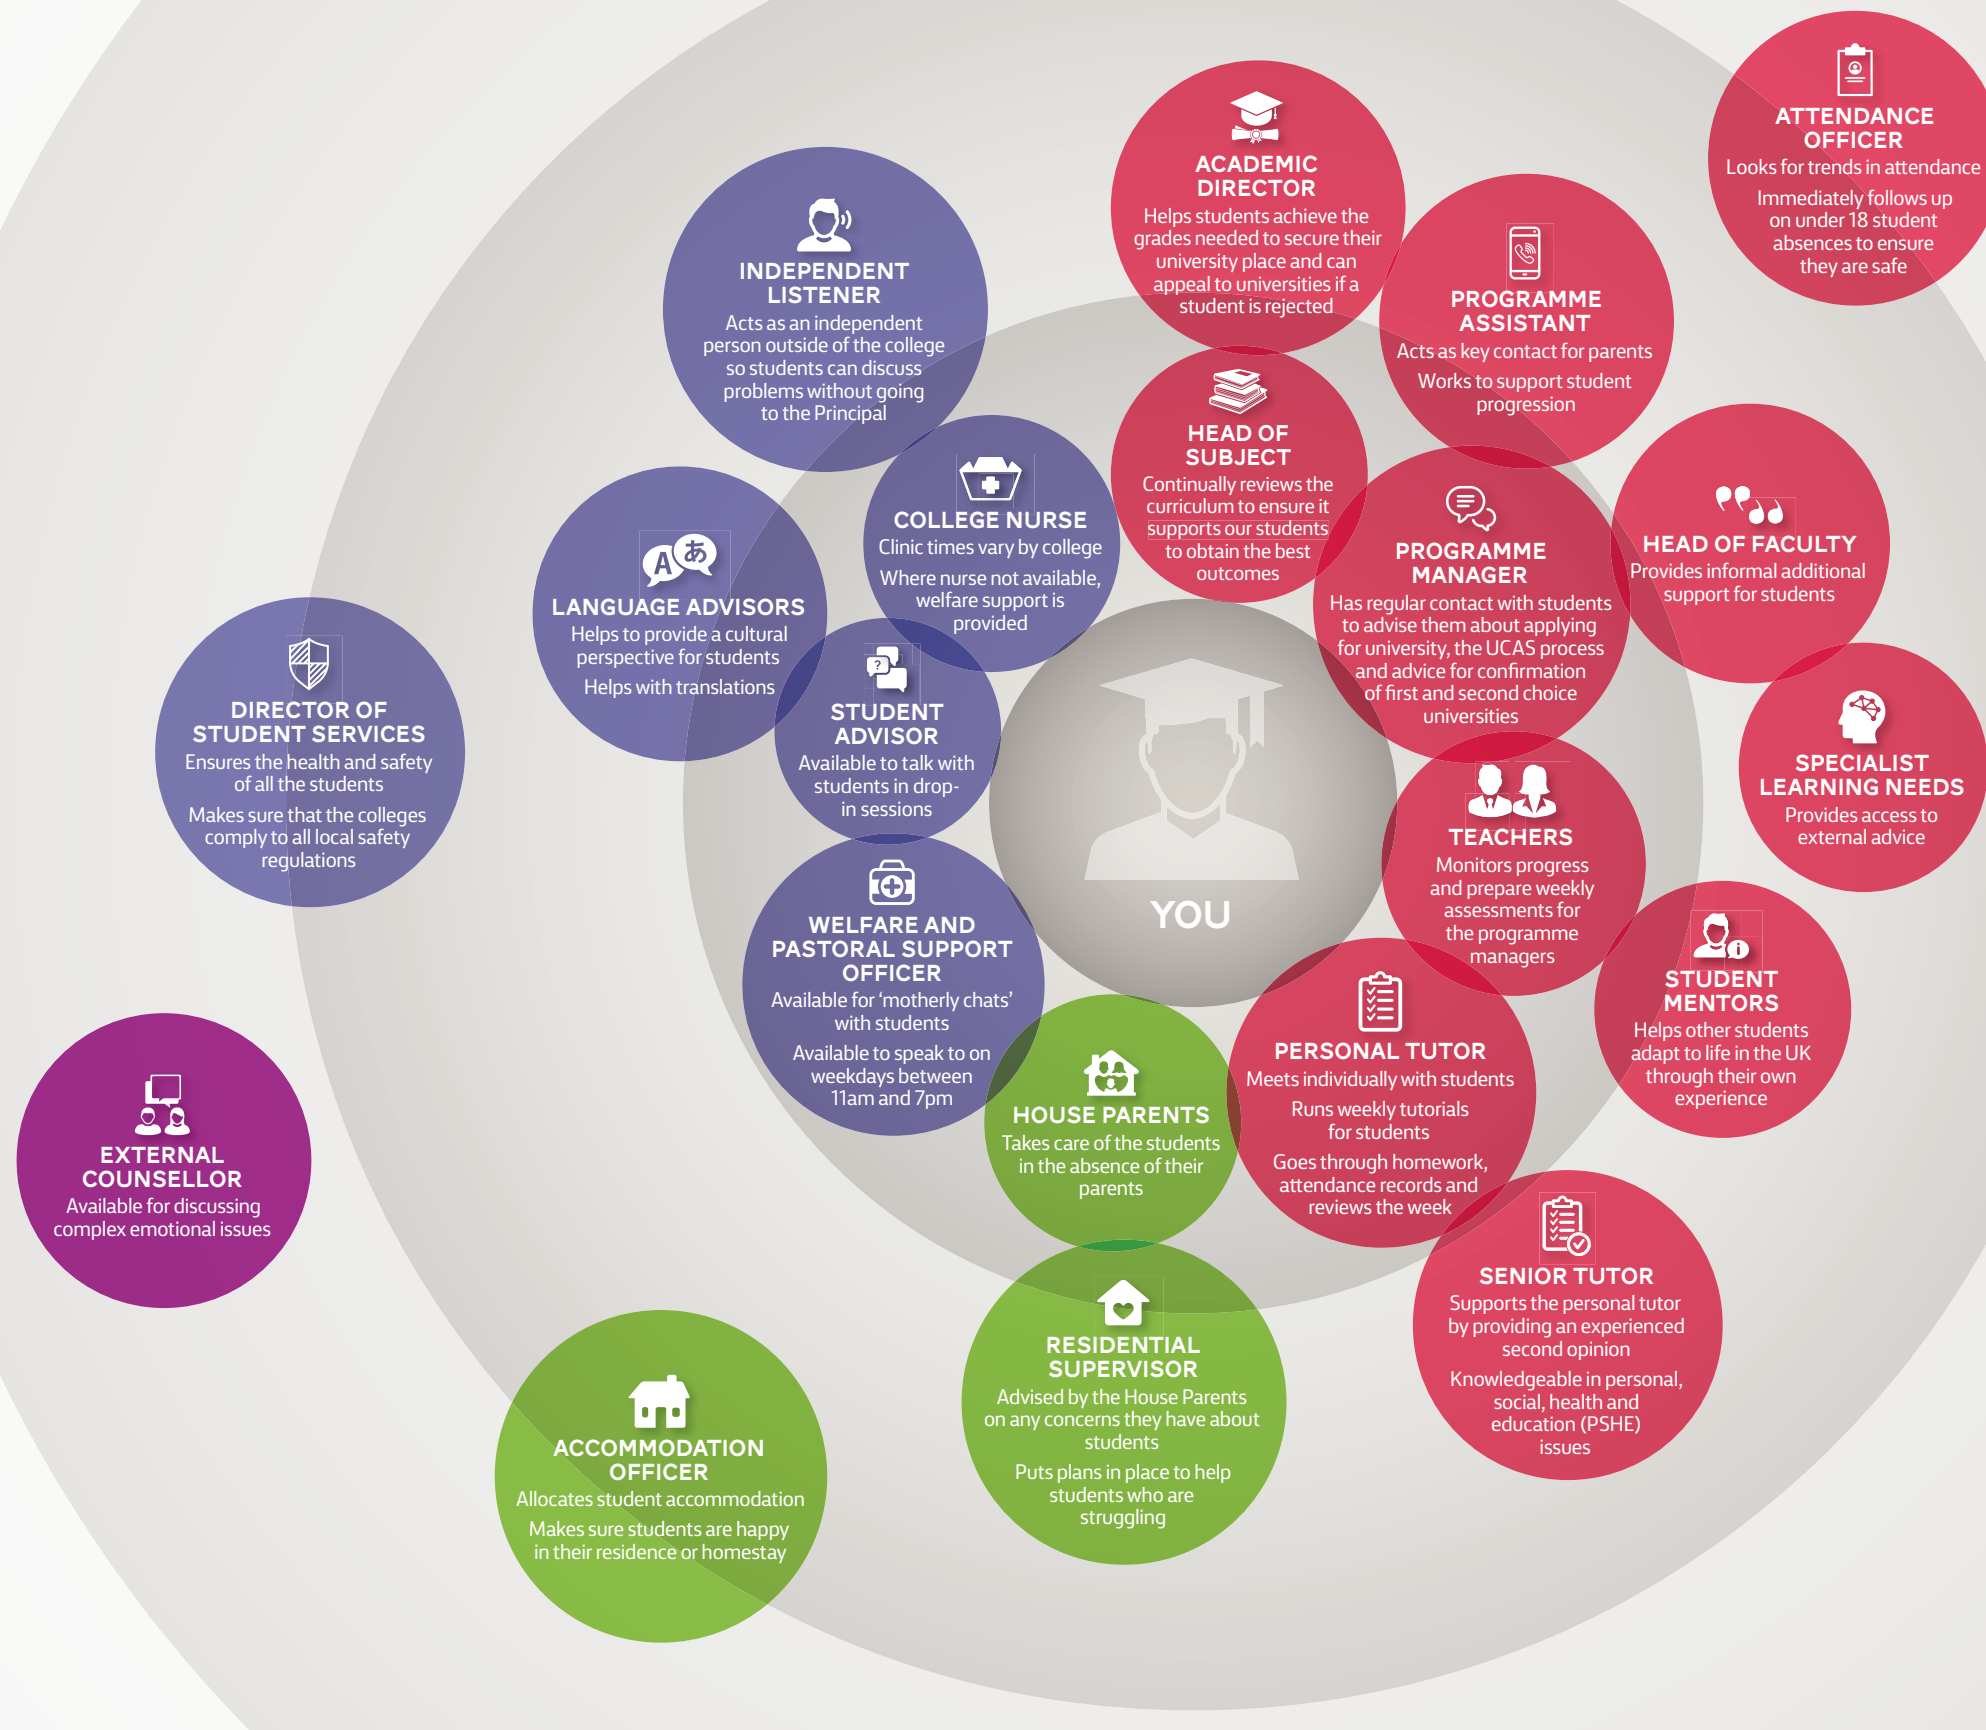 ATTENDANCE
OFFICER
Looks for trends in attendance
Immediately follows up
on under 18 student
absences to ensure
they are safe
ACADEMIC
DIRECTOR
Helps students achieve the
grades needed to secure their
university place and can
appeal to universities if a
student is rejected
INDEPENDENT
LISTENER
Acts as an independent
person outside of the college
so students can discuss
problems without going
to the Principal
PROGRAMME
ASSISTANT
Acts as key contact for parents
Works to support student
progression
HEAD OF
SUBJECT
Continually reviews the
curriculum to ensure it
supports our students
to obtain the best
outcomes
COLLEGE NURSE
Clinic times vary by college
Where nurse not available,
welfare support is
provided
PROGRAMME
MANAGER
Has regular contact with students
to advise them about applying
for university, the UCAS process
and advice for confirmation
of first and second choice
universities
HEAD OF FACULTY
Provides informal additional
support for students
A あ
LANGUAGE ADVISORS
Helps to provide a cultural
perspective for students
Helps with translations
DIRECTOR OF
STUDENT SERVICES
Ensures the health and safety
of all the students
Makes sure that the colleges
comply to all local safety
regulations
?
STUDENT
ADVISOR
Available to talk with
students in drop-
in sessions
SPECIALIST
LEARNING NEEDS
Provides access to
external advice
TEACHERS
Monitors progress
and prepare weekly
assessments for
the programme
managers
YOU
WELFARE AND
PASTORAL SUPPORT
OFFICER
Available for ‘motherly chats’
with students
Available to speak to on
weekdays between
11am and 7pm
i
STUDENT
MENTORS
Helps other students
adapt to life in the UK
through their own
experience
PERSONAL TUTOR
Meets individually with students
Runs weekly tutorials
for students
Goes through homework,
attendance records and
reviews the week
HOUSE PARENTS
Takes care of the students
in the absence of their
parents
EXTERNAL
COUNSELLOR
Available for discussing
complex emotional issues
SENIOR TUTOR
Supports the personal tutor
by providing an experienced
second opinion
Knowledgeable in personal,
social, health and
education (PSHE)
issues
RESIDENTIAL
SUPERVISOR
Advised by the House Parents
on any concerns they have about
students
Puts plans in place to help
students who are
struggling
ACCOMMODATION
OFFICER
Allocates student accommodation
Makes sure students are happy
in their residence or homestay